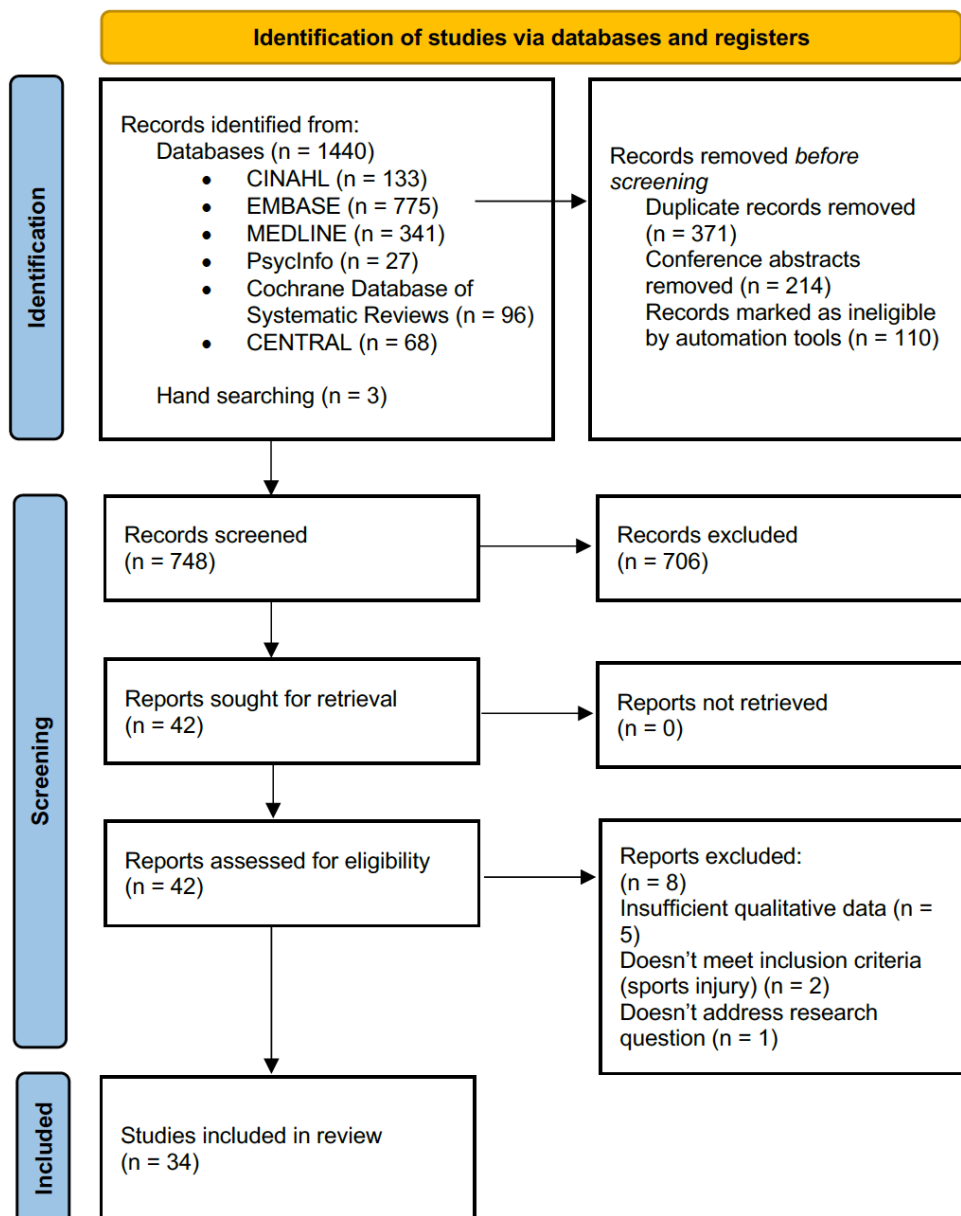 Identification of studies via databases and registers
Identification
Records identified from:
Databases (n = 1440)
• CINAHL (n = 133)
• EMBASE (n = 775)
• MEDLINE (n = 341)
• PsycInfo (n = 27)
• Cochrane Database of
Systematic Reviews (n = 96)
• CENTRAL (n = 68)
Hand searching (n = 3)
Records removed before
screening
Duplicate records removed
(n = 371)
Conference abstracts
removed (n = 214)
Records marked as ineligible
by automation tools (n = 110)
Screening
Records screened
(n = 748)
Records excluded
(n = 706)
Reports sought for retrieval
(n = 42)
Reports not retrieved
(n = 0)
Reports assessed for eligibility
(n = 42)
Reports excluded:
(n = 8)
Insufficient qualitative data (n =
5)
Doesn’t meet inclusion criteria
(sports injury) (n = 2)
Doesn’t address research
question (n = 1)
Included
Studies included in review
(n = 34)